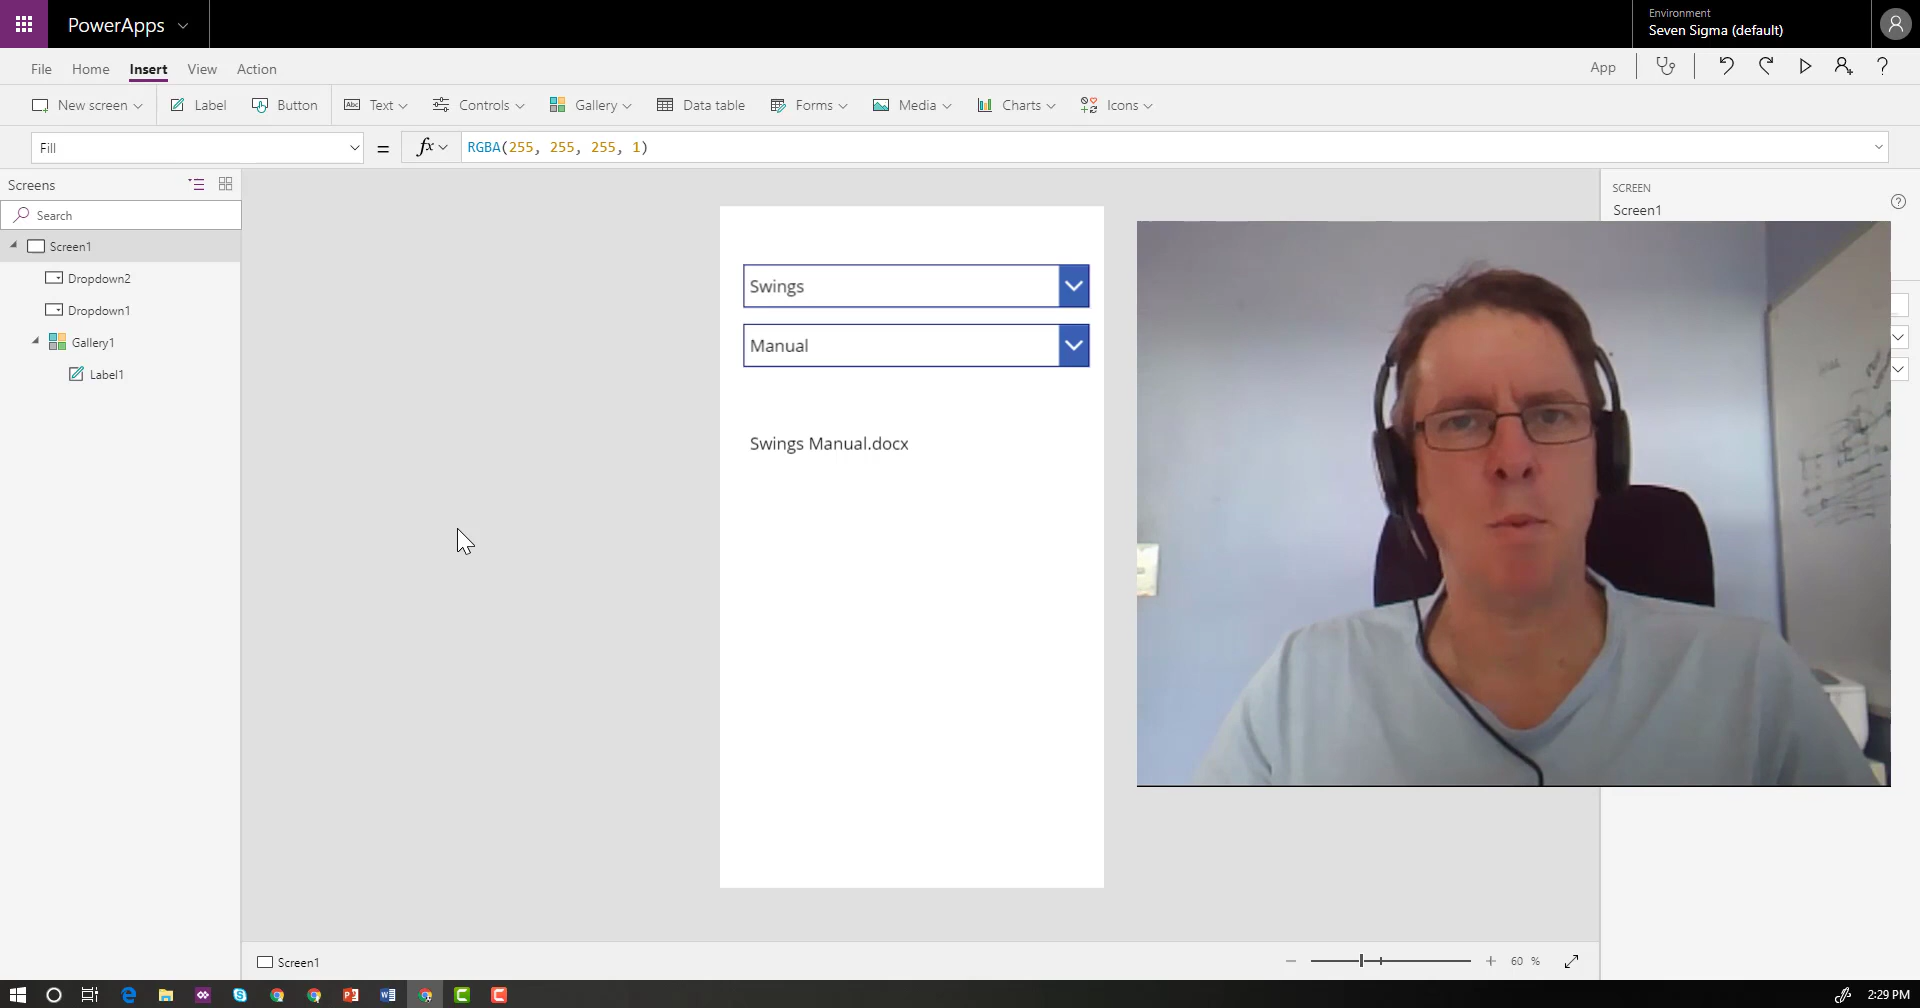 PowerApps
Environment
Seven Sigma (default)
File Home Insert View Action
App
New screen Label Button Text Controls Gallery Data table Forms Media Charts Icons
Fill = fx RGBA(255, 255, 255, 1)
Screens
Search
Screen1
Dropdown2
Dropdown1
Gallery1
Label1
Swings
Manual
Swings Manual.docx
SCREEN
Screen1
Screen1
60 %
2:29 PM